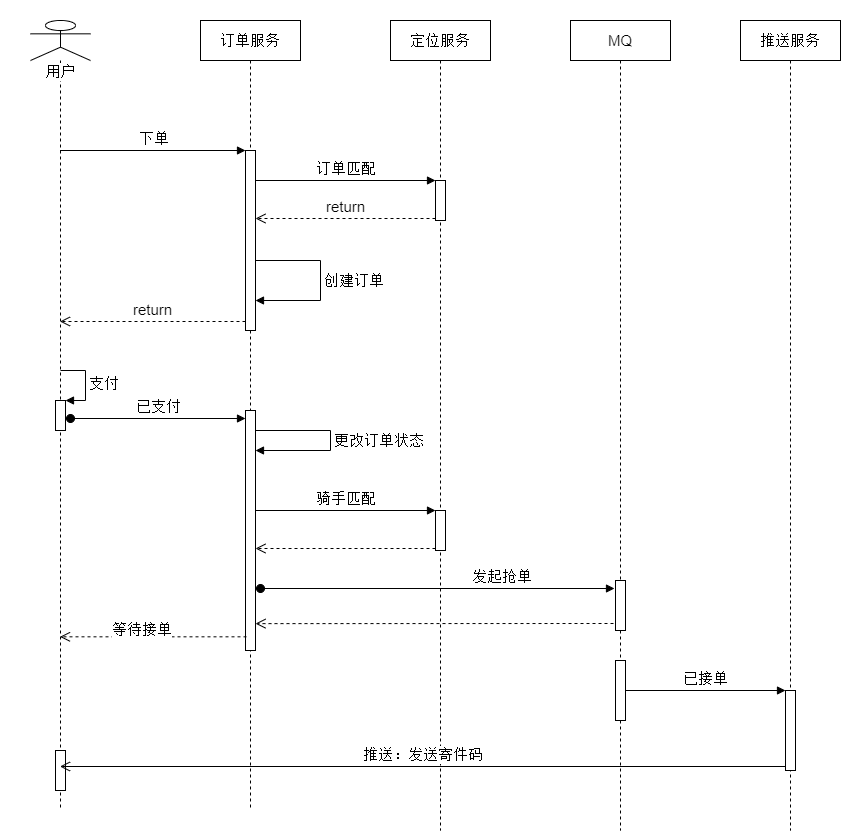 订单服务
定位服务
MQ
推送服务
用户
下单
订单匹配
return
创建订单
return
支付
已支付
更改订单状态
骑手匹配
发起抢单
等待接单
已接单
推送：发送寄件码